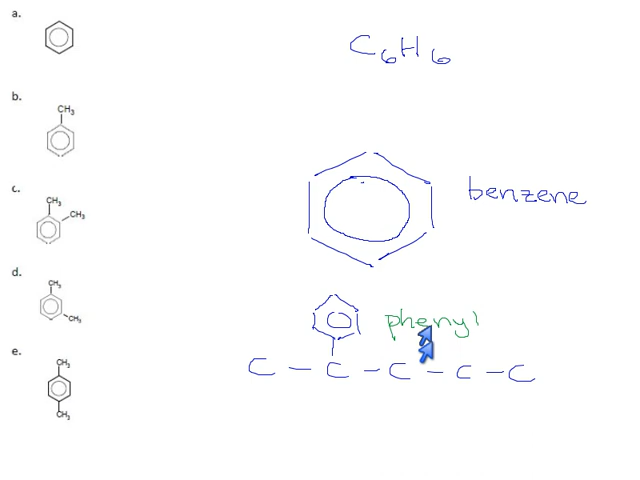 a.
C6H6
b.
CH3
c.
CH3
CH3
benzene
d.
CH3
CH3
phenyl
e.
CH3
CH3
C - C - C - C - C